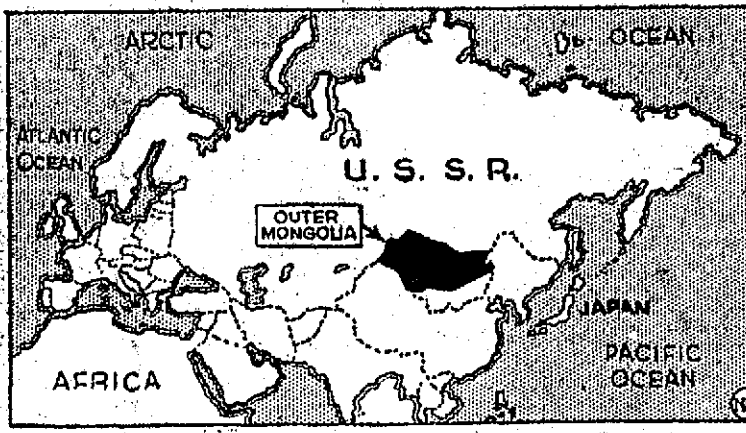 ARCTIC
OCEAN
ATLANTIC
OCEAN
U. S. S. R.
OUTER
MONGOLIA
JAPAN
PACIFIC
OCEAN
AFRICA